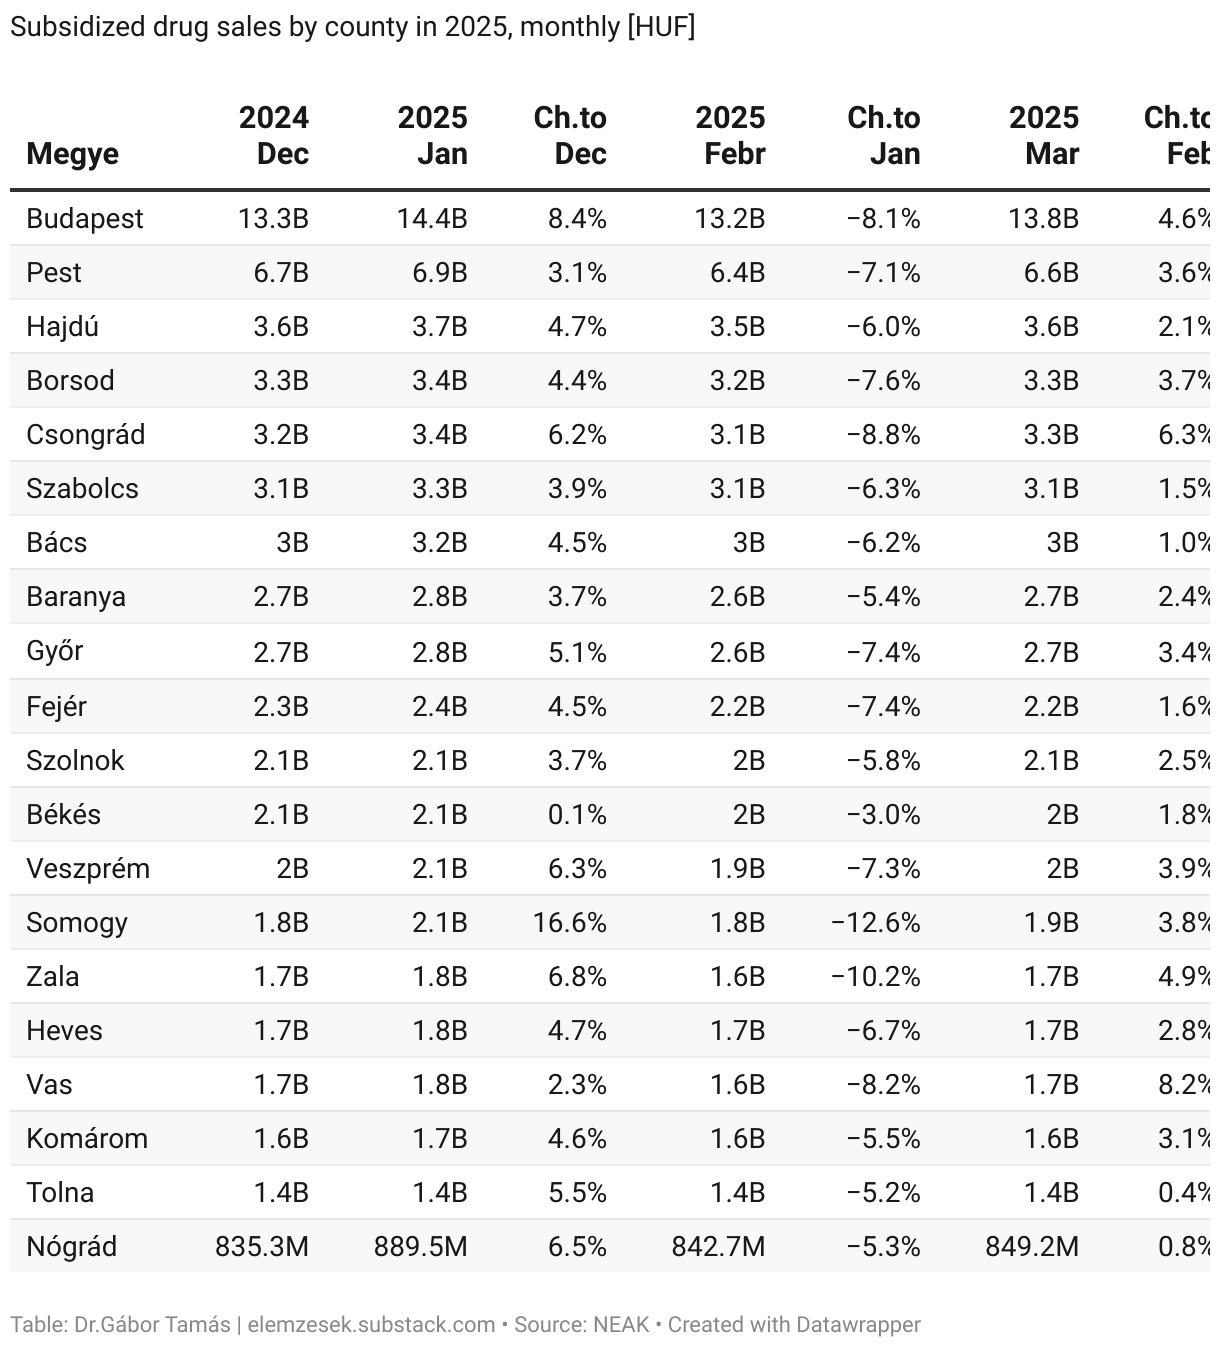 Subsidized drug sales by county in 2025, monthly [HUF]
Megye 2024 Dec 2025 Jan Ch.to Dec 2025 Febr Ch.to Jan 2025 Mar Ch.to Feb
Budapest 13.3B 14.4B 8.4% 13.2B −8.1% 13.8B 4.6%
Pest 6.7B 6.9B 3.1% 6.4B −7.1% 6.6B 3.6%
Hajdú 3.6B 3.7B 4.7% 3.5B −6.0% 3.6B 2.1%
Borsod 3.3B 3.4B 4.4% 3.2B −7.6% 3.3B 3.7%
Csongrád 3.2B 3.4B 6.2% 3.1B −8.8% 3.3B 6.3%
Szabolcs 3.1B 3.3B 3.9% 3.1B −6.3% 3.1B 1.5%
Bács 3B 3.2B 4.5% 3B −6.2% 3B 1.0%
Baranya 2.7B 2.8B 3.7% 2.6B −5.4% 2.7B 2.4%
Győr 2.7B 2.8B 5.1% 2.6B −7.4% 2.7B 3.4%
Fejér 2.3B 2.4B 4.5% 2.2B −7.4% 2.2B 1.6%
Szolnok 2.1B 2.1B 3.7% 2B −5.8% 2.1B 2.5%
Békés 2.1B 2.1B 0.1% 2B −3.0% 2B 1.8%
Veszprém 2B 2.1B 6.3% 1.9B −7.3% 2B 3.9%
Somogy 1.8B 2.1B 16.6% 1.8B −12.6% 1.9B 3.8%
Zala 1.7B 1.8B 6.8% 1.6B −10.2% 1.7B 4.9%
Heves 1.7B 1.8B 4.7% 1.7B −6.7% 1.7B 2.8%
Vas 1.7B 1.8B 2.3% 1.6B −8.2% 1.7B 8.2%
Komárom 1.6B 1.7B 4.6% 1.6B −5.5% 1.6B 3.1%
Tolna 1.4B 1.4B 5.5% 1.4B −5.2% 1.4B 0.4%
Nógrád 835.3M 889.5M 6.5% 842.7M −5.3% 849.2M 0.8%
Table: Dr.Gábor Tamás | elemzesek.substack.com • Source: NEAK • Created with Datawrapper